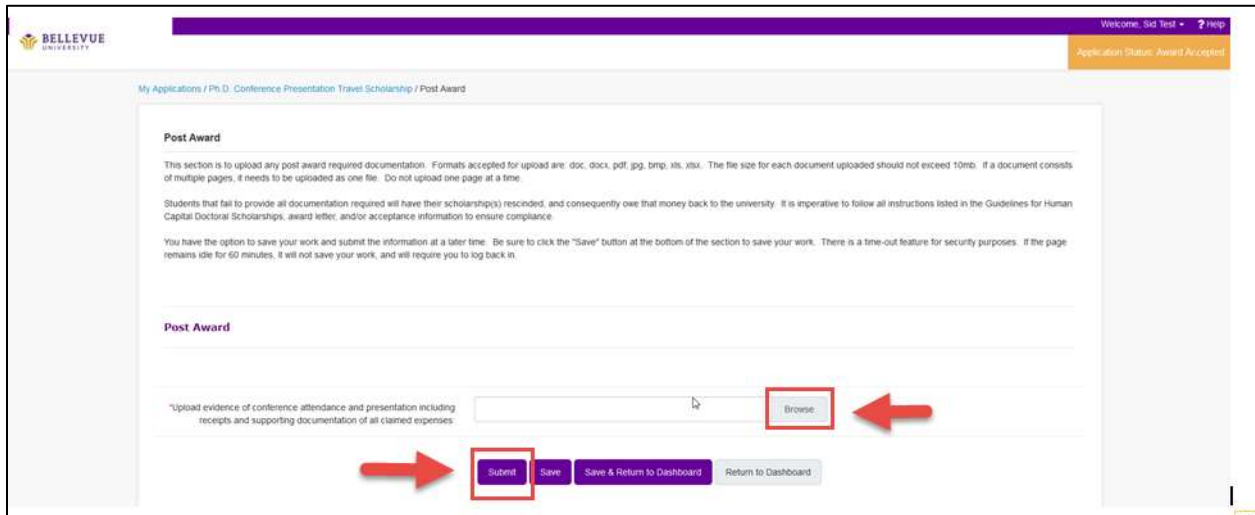 Welcome, Sid Test ? Help
BELLEVUE
UNIVERSITY
Application Status: Award Accepted
My Applications / Ph.D. Conference Presentation Travel Scholarship / Post Award
Post Award
This section is to upload any post award required documentation. Formats accepted for upload are: doc, docx, pdf, jpg, bmp, xls, xlsx. The file size for each document uploaded should not exceed 10mb. If a document consists
of multiple pages, it needs to be uploaded as one file. Do not upload one page at a time.
Students that fail to provide all documentation required will have their scholarship(s) rescinded, and consequently owe that money back to the university. It is imperative to follow all instructions listed in the Guidelines for Human
Capital Doctoral Scholarships, award letter, and/or acceptance information to ensure compliance.
You have the option to save your work and submit the information at a later time. Be sure to click the "Save" button at the bottom of the section to save your work. There is a time-out feature for security purposes. If the page
remains idle for 60 minutes, it will not save your work, and will require you to log back in.
Post Award
*Upload evidence of conference attendance and presentation including
receipts and supporting documentation of all claimed expenses:
Browse
Submit Save Save & Return to Dashboard Return to Dashboard